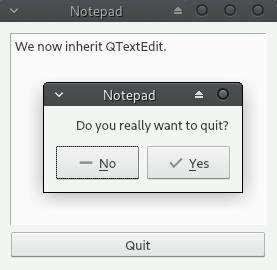 Notepad
We now inherit QTextEdit.
Notepad
Do you really want to quit?
No Yes
Quit